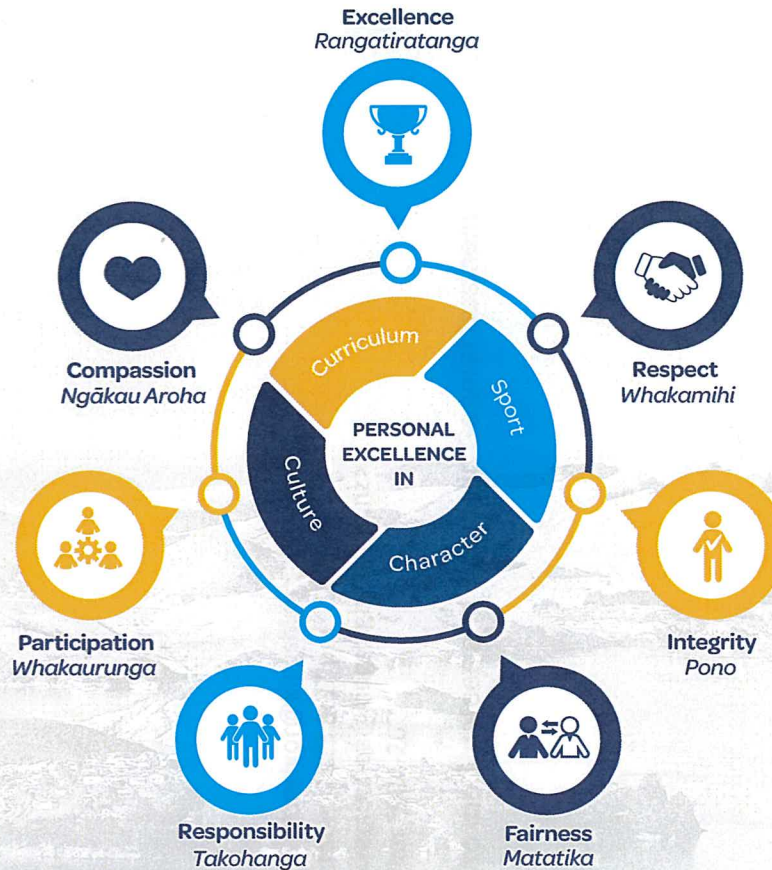 Excellence
Rangatiratanga
Compassion
Ngākau Aroha
Respect
Whakamihi
Curriculum
Sport
PERSONAL
EXCELLENCE
IN
Culture
Character
Participation
Whakaurunga
Integrity
Pono
Responsibility
Takohanga
Fairness
Matatika